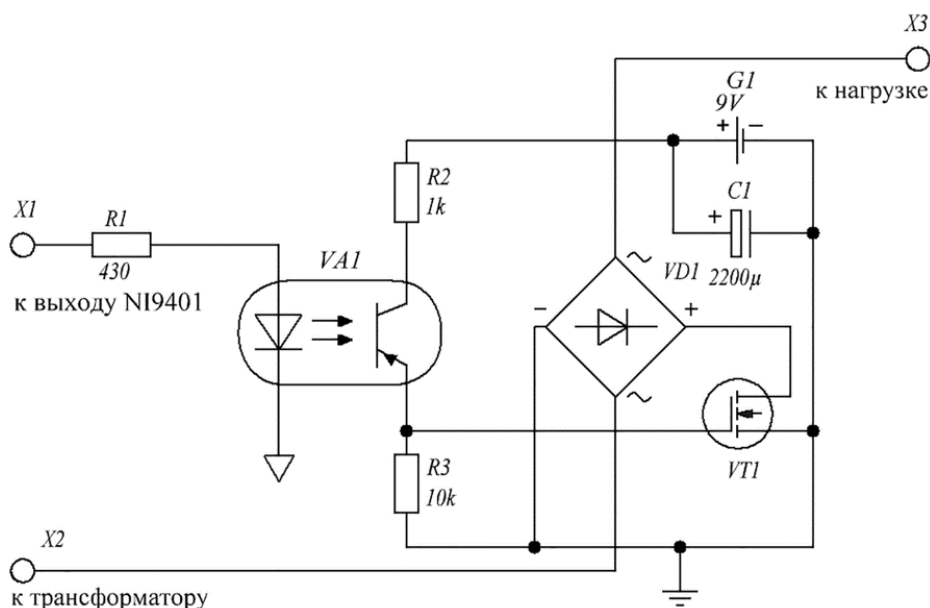 X3
к нагрузке
G1
9V
+ −
R2
1k
C1
+
2200µ
X1
R1
430
к выходу NI9401
VA1
VD1
~
− +
~
VT1
R3
10k
X2
к трансформатору